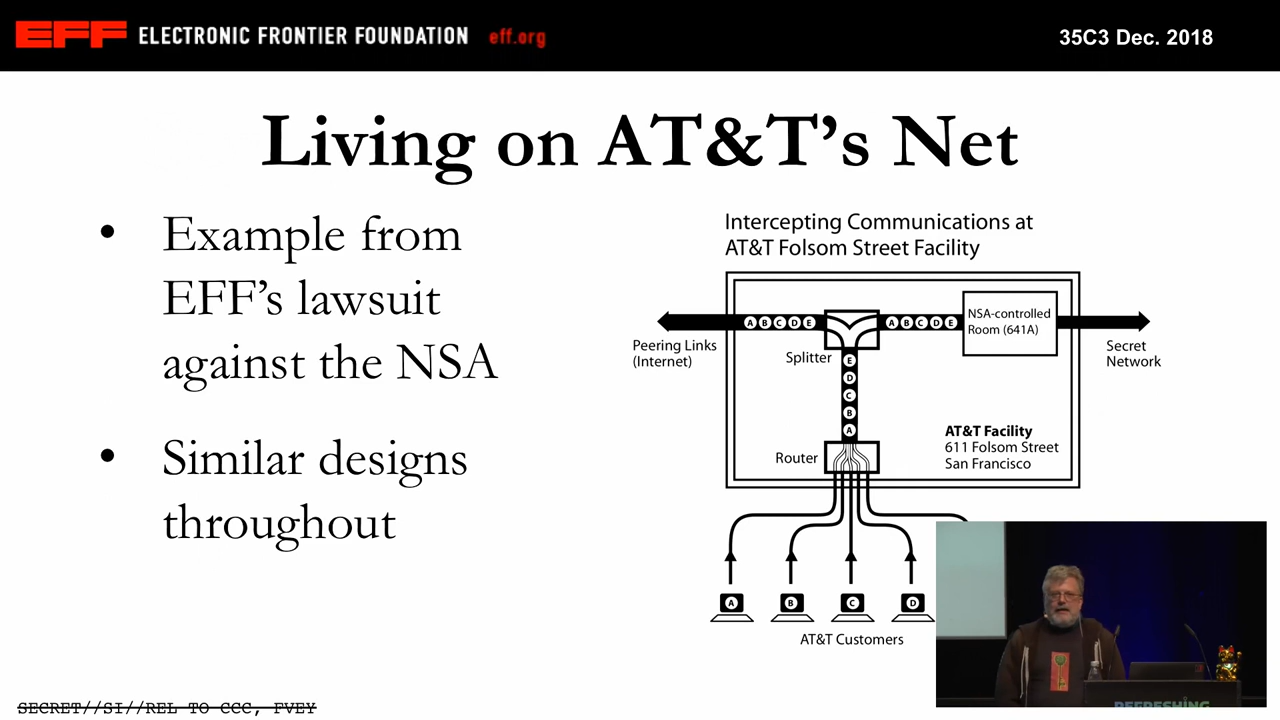 EFF ELECTRONIC FRONTIER FOUNDATION eff.org
35C3 Dec. 2018
Living on AT&T’s Net
• Example from
EFF’s lawsuit
against the NSA
• Similar designs
throughout
Intercepting Communications at
AT&T Folsom Street Facility
A B C D E
A B C D E
NSA-controlled
Room (641A)
Peering Links
(Internet)
Splitter
Secret
Network
E
D
C
B
A
Router
AT&T Facility
611 Folsom Street
San Francisco
A B C D
AT&T Customers
REFRESHING
SECRET//SI//REL TO CCC, FVEY